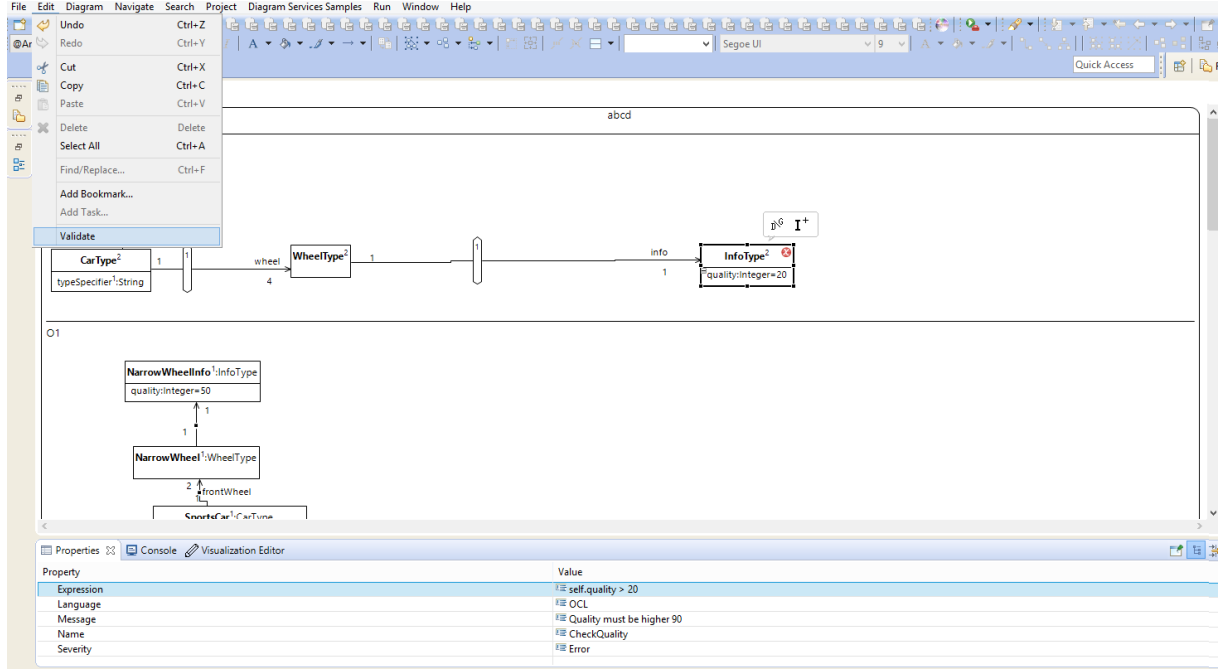 File Edit Diagram Navigate Search Project Diagram Services Samples Run Window Help
Undo Ctrl+Z
@Ar Redo Ctrl+Y A Segoe UI 9 A
Cut Ctrl+X Quick Access
Copy Ctrl+C
Paste Ctrl+V
abcd
Delete Delete
Select All Ctrl+A
Find/Replace... Ctrl+F
Add Bookmark...
Add Task...
Validate
CarType² 1 1 wheel WheelType² 1 1 info InfoType²
typeSpecifier¹:String 4 1 quality:Integer=20
O1
NarrowWheelInfo¹:InfoType
quality:Integer=50
1
1
NarrowWheel¹:WheelType
2 frontWheel
1
SportsCar¹:CarType
Properties Console Visualization Editor
Property Value
Expression self.quality > 20
Language OCL
Message Quality must be higher 90
Name CheckQuality
Severity Error